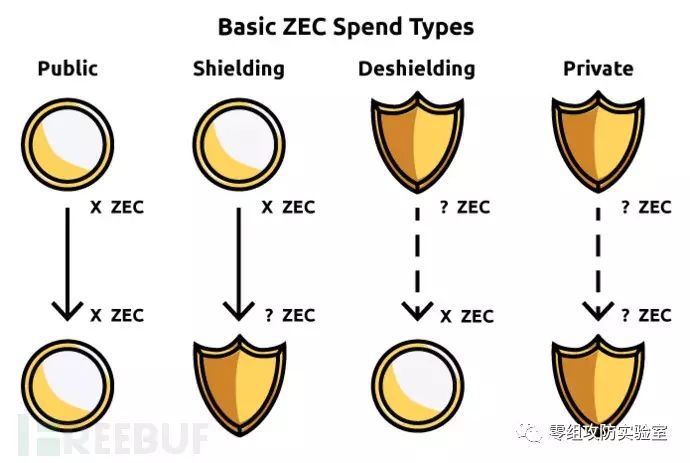 Basic ZEC Spend Types
Public Shielding Deshielding Private
X ZEC X ZEC ? ZEC ? ZEC
X ZEC ? ZEC X ZEC ? ZEC
REEBUF
零组攻防实验室